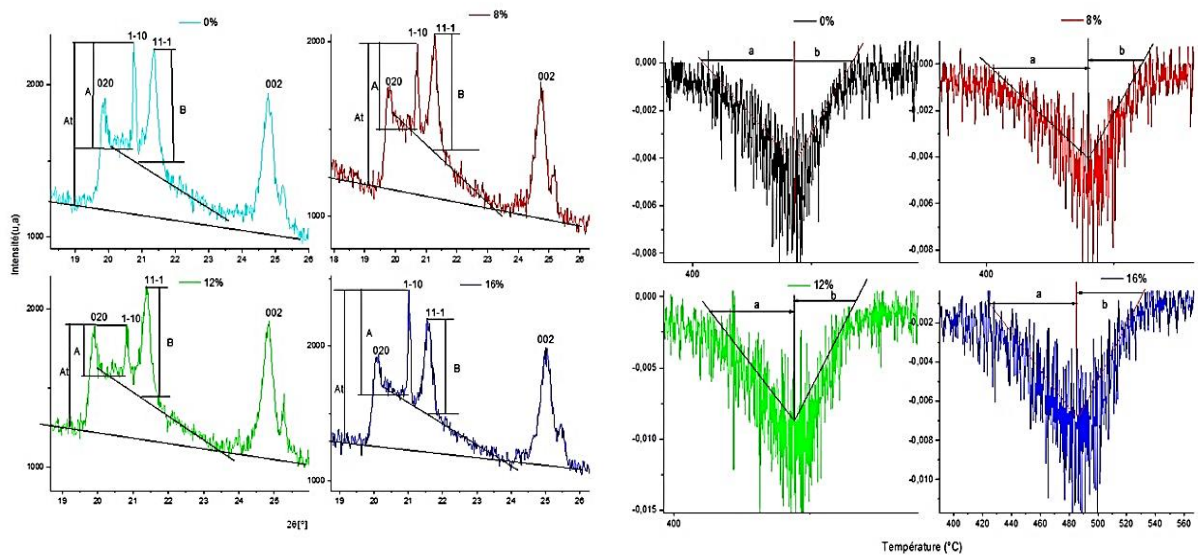 0%
1-10
11-1
020
002
A
B
At
2000
1000
19 20 21 22 23 24 25 26
8%
1-10
11-1
020
002
A
B
At
2000
1000
18 19 20 21 22 23 24 25 26
Intensité(u,a)
12%
11-1
020
1-10
002
A
B
At
2000
1000
19 20 21 22 23 24 25 26
16%
1-10
11-1
020
002
A
B
At
2000
1000
19 20 21 22 23 24 25 26
2θ[°]
0%
a
b
0,000
-0,002
-0,004
-0,006
-0,008
400
8%
a
b
0,000
-0,002
-0,004
-0,006
-0,008
400
12%
a
b
0,000
-0,005
-0,010
-0,015
400
16%
a
b
-0,002
-0,004
-0,006
-0,008
-0,010
390 400 420 440 460 480 500 520 540 560
Température (°C)